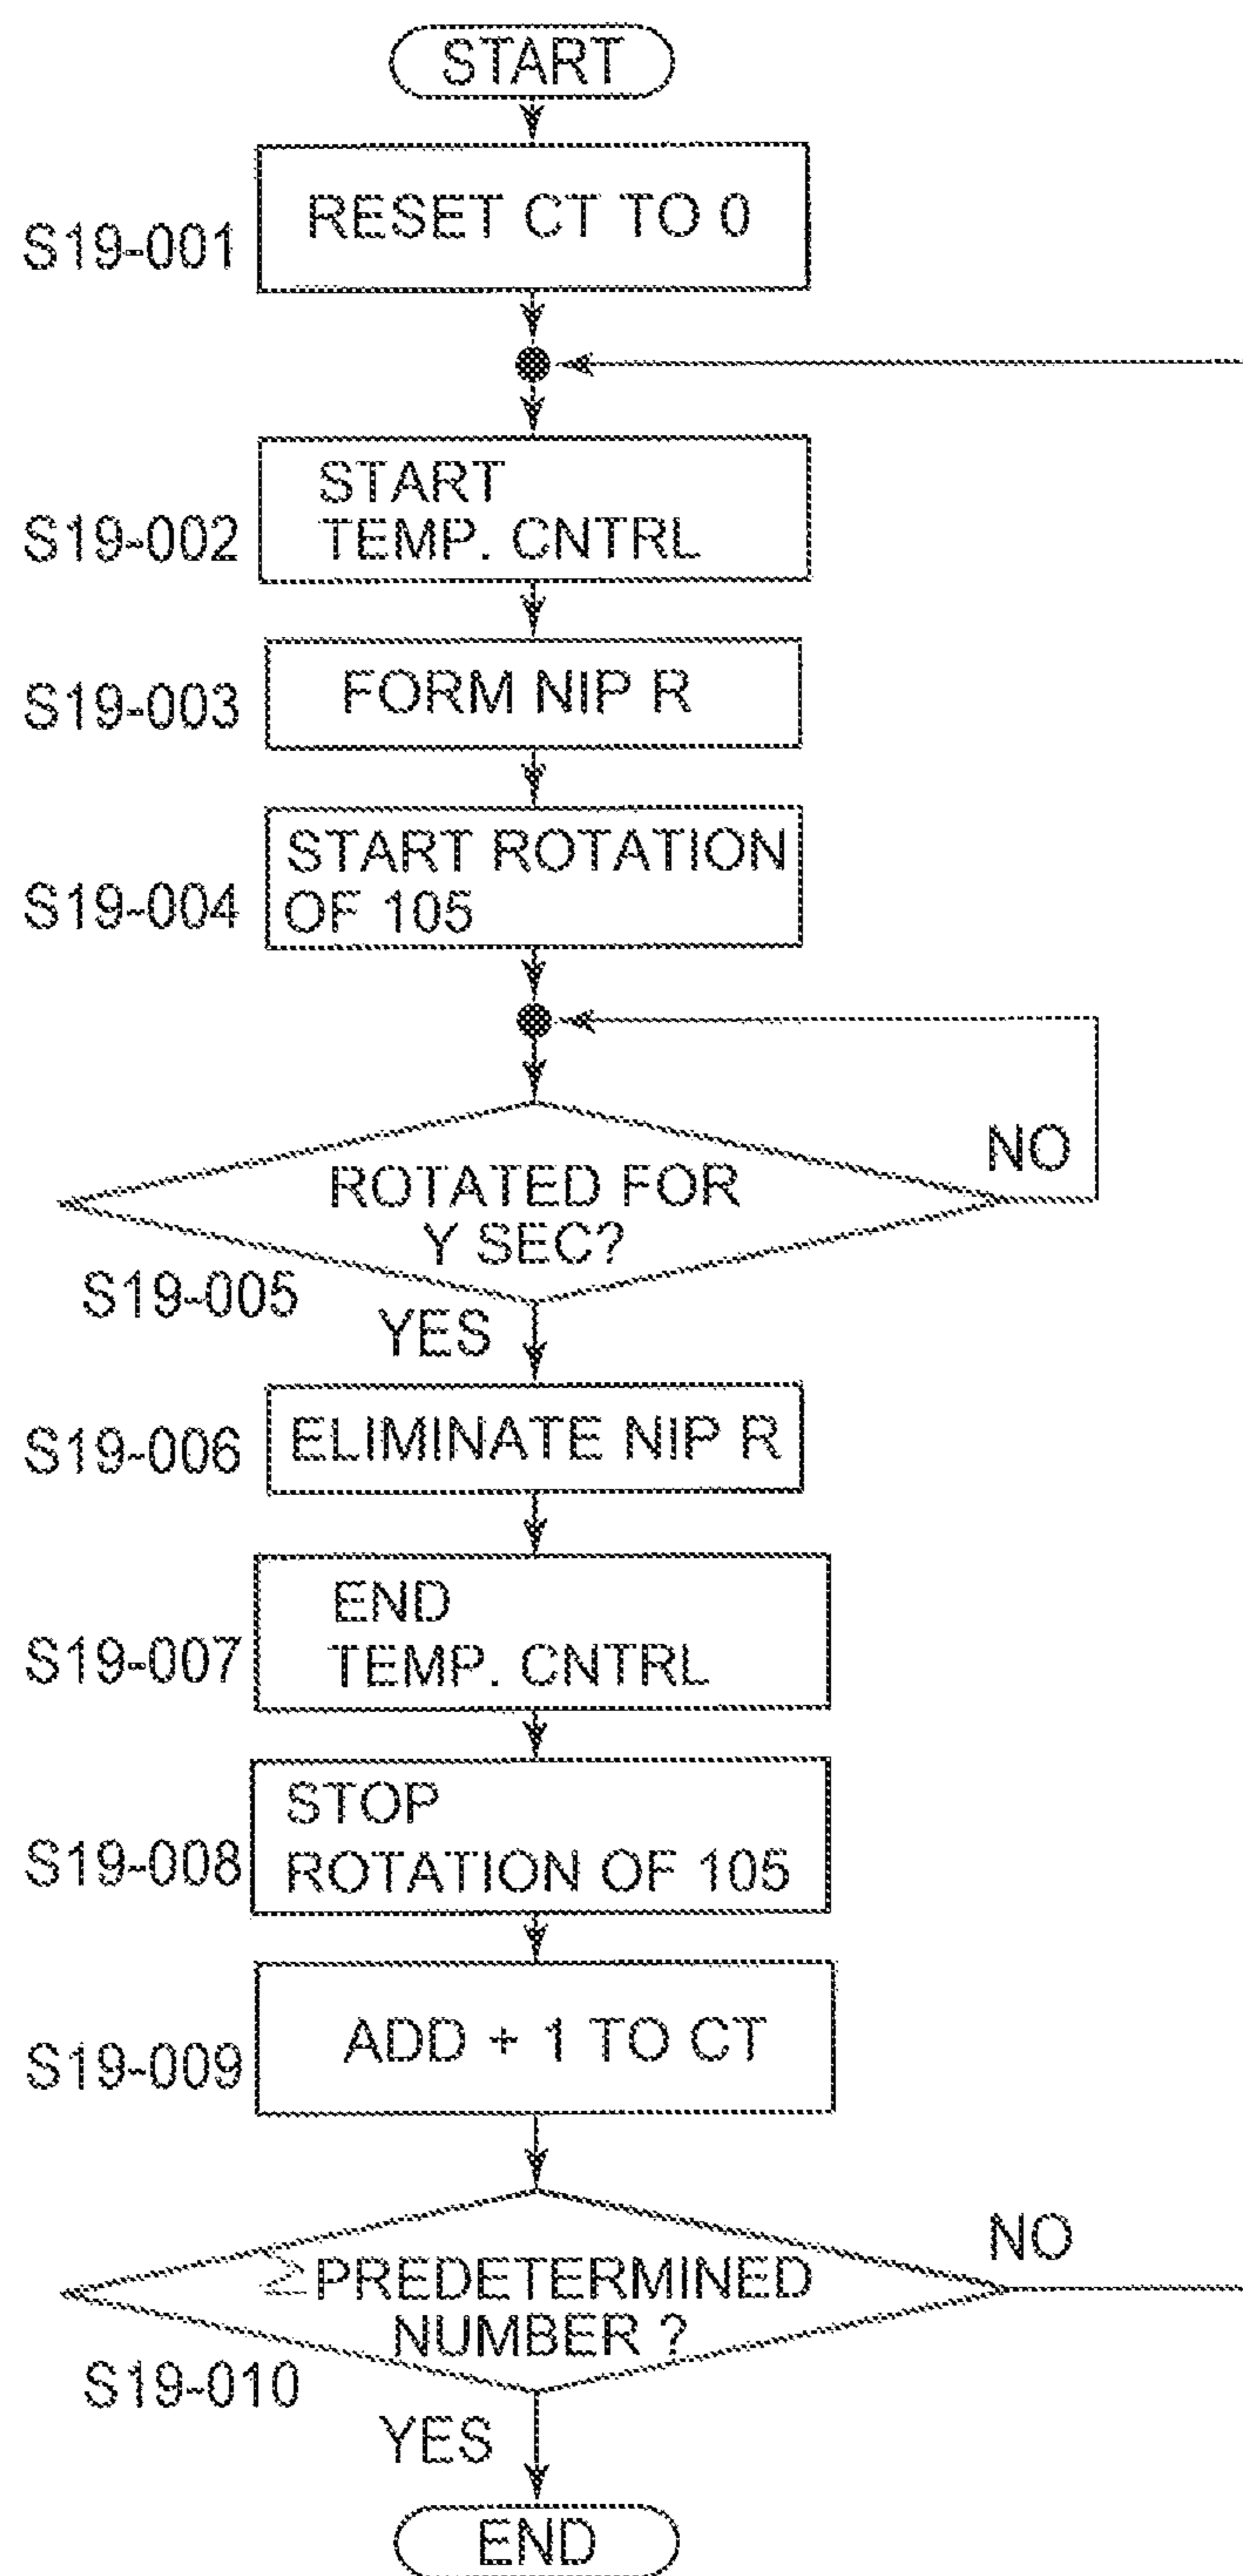 START
RESET CT TO 0
S19-001
START
TEMP. CNTRL
S19-002
FORM NIP R
S19-003
START ROTATION
OF 105
S19-004
NO
ROTATED FOR
Y SEC?
S19-005
YES
ELIMINATE NIP R
S19-006
END
TEMP. CNTRL
S19-007
STOP
ROTATION OF 105
S19-008
ADD + 1 TO CT
S19-009
NO
≥PREDETERMINED
NUMBER ?
S19-010
YES
END